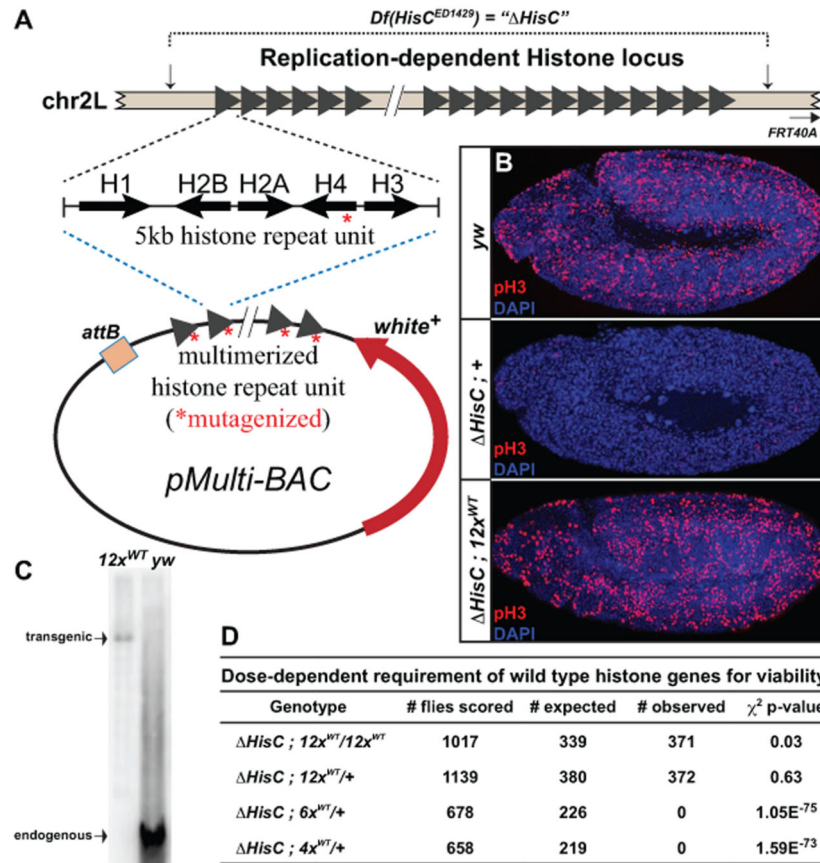 A
Df(HisC^ED1429) = “ΔHisC”
Replication-dependent Histone locus
chr2L
FRT40A
H1 H2B H2A H4 H3
*
5kb histone repeat unit
attB
white+
* * * *
multimerized
histone repeat unit
(*mutagenized)
pMulti-BAC
B
yw
pH3
DAPI
ΔHisC ; +
pH3
DAPI
ΔHisC ; 12x^WT
pH3
DAPI
C
12x^WT yw
transgenic
endogenous
D
Dose-dependent requirement of wild type histone genes for viability
Genotype # flies scored # expected # observed χ² p-value
ΔHisC ; 12x^WT/12x^WT 1017 339 371 0.03
ΔHisC ; 12x^WT/+ 1139 380 372 0.63
ΔHisC ; 6x^WT/+ 678 226 0 1.05E^-75
ΔHisC ; 4x^WT/+ 658 219 0 1.59E^-73